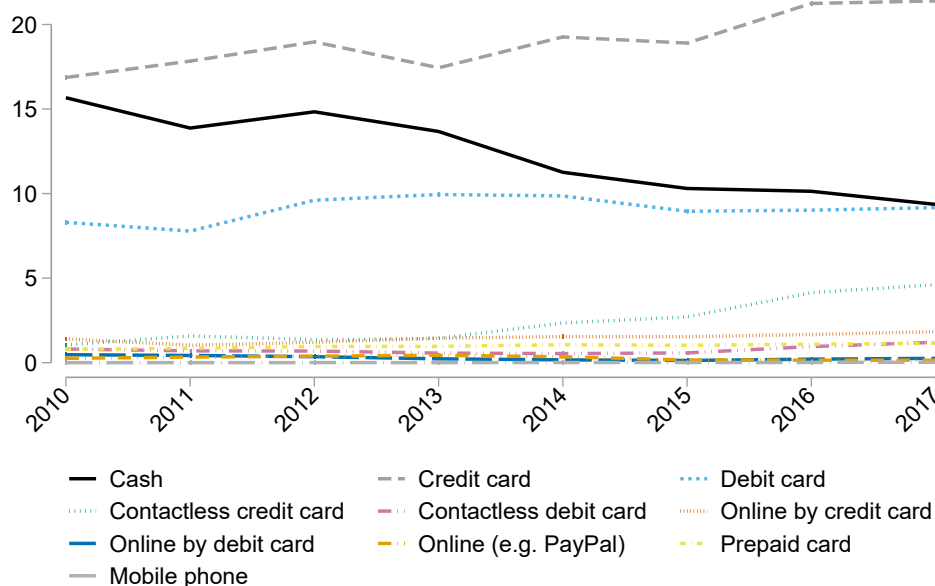 20
15
10
5
0
2010 2011 2012 2013 2014 2015 2016 2017
Cash Credit card Debit card
Contactless credit card Contactless debit card Online by credit card
Online by debit card Online (e.g. PayPal) Prepaid card
Mobile phone